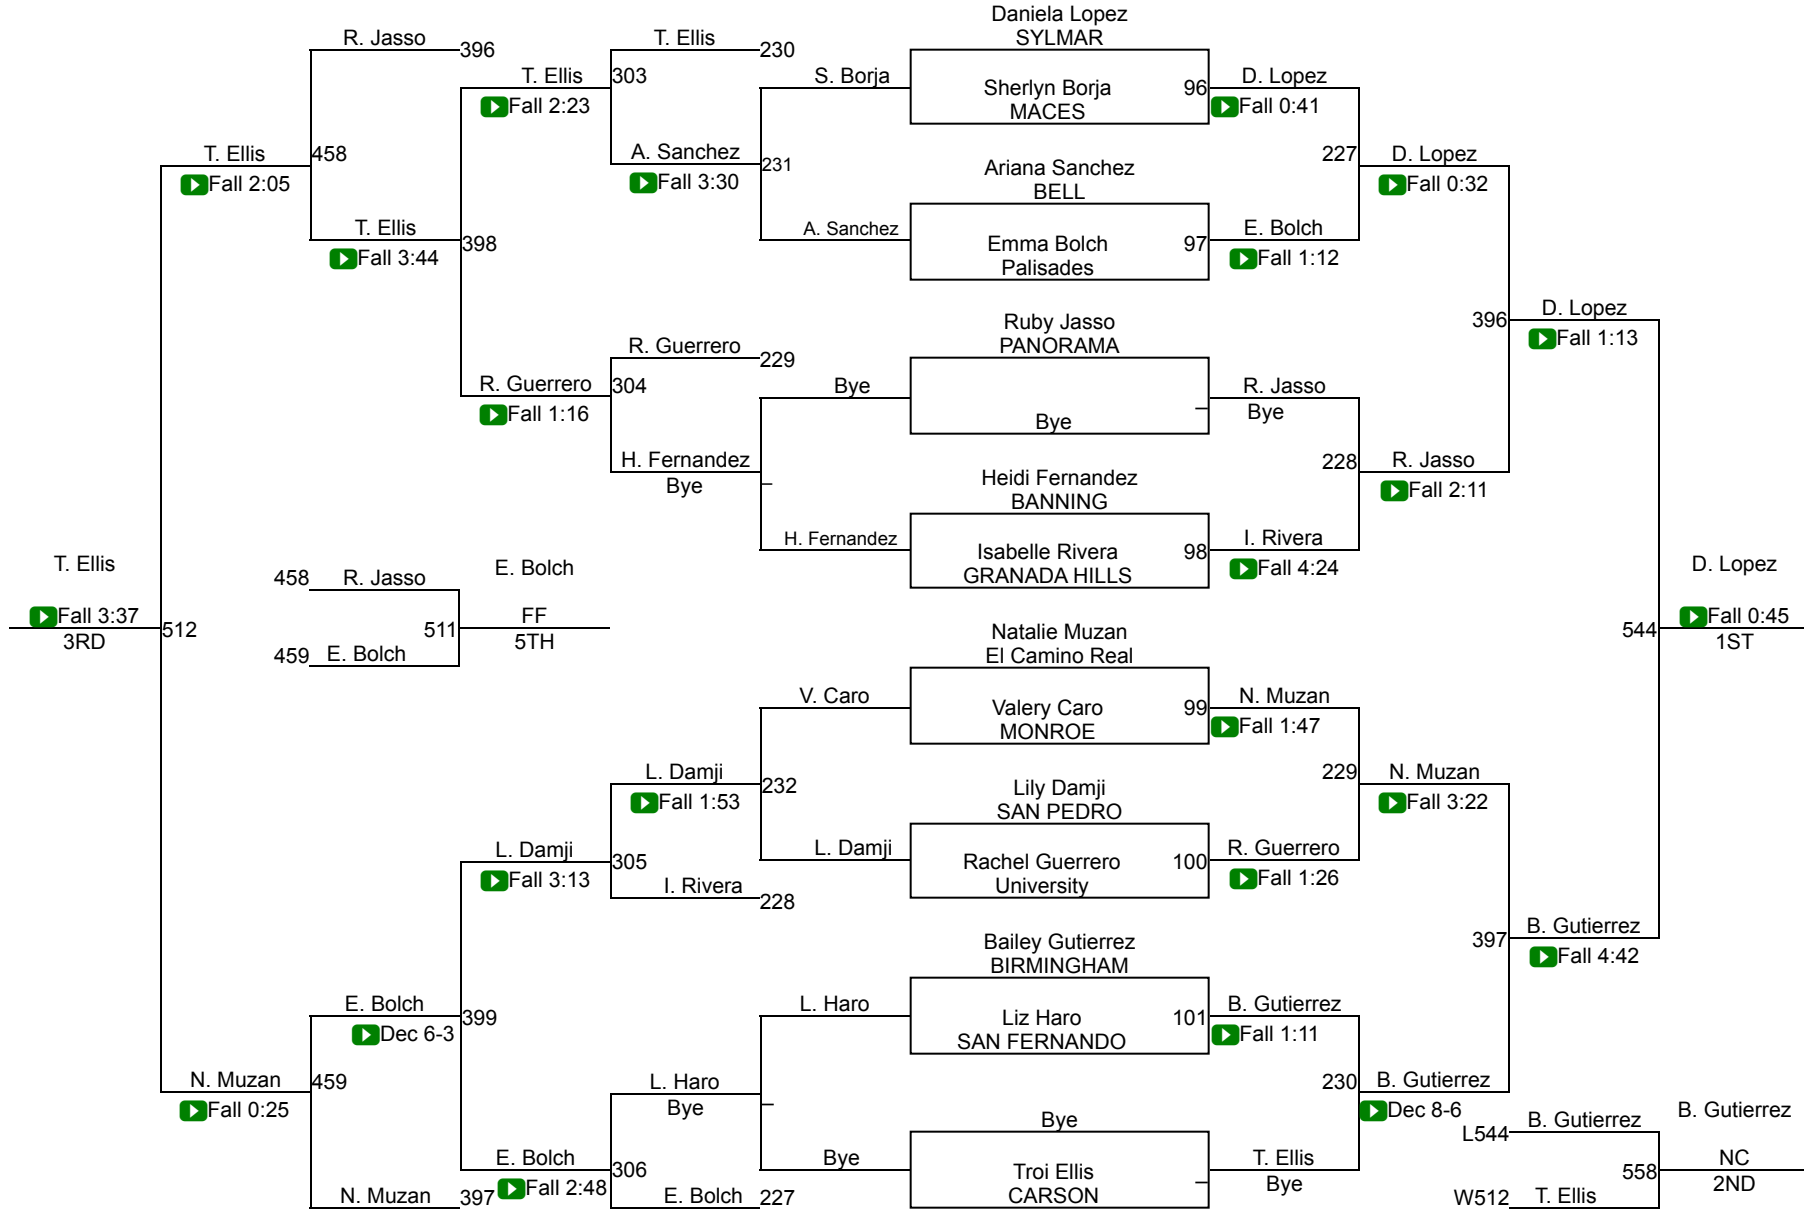 Daniela Lopez
SYLMAR
R. Jasso
396
T. Ellis
230
T. Ellis
303
S. Borja
Sherlyn Borja
96
D. Lopez
Fall 2:23
MACES
Fall 0:41
T. Ellis
458
A. Sanchez
231
Ariana Sanchez
227
D. Lopez
Fall 2:05
Fall 3:30
BELL
Fall 0:32
T. Ellis
398
A. Sanchez
Emma Bolch
97
E. Bolch
Fall 3:44
Palisades
Fall 1:12
Ruby Jasso
396
D. Lopez
R. Guerrero
229
PANORAMA
Fall 1:13
R. Guerrero
304
Bye
R. Jasso
Fall 1:16
Bye
Bye
H. Fernandez
Bye
Heidi Fernandez
228
R. Jasso
BANNING
Fall 2:11
H. Fernandez
Isabelle Rivera
98
I. Rivera
GRANADA HILLS
Fall 4:24
T. Ellis
458
R. Jasso
E. Bolch
D. Lopez
Fall 3:37
512
511
FF
544
Fall 0:45
3RD
5TH
1ST
459
E. Bolch
Natalie Muzan
El Camino Real
V. Caro
Valery Caro
99
N. Muzan
MONROE
Fall 1:47
L. Damji
232
Lily Damji
229
N. Muzan
Fall 1:53
SAN PEDRO
Fall 3:22
L. Damji
305
L. Damji
Rachel Guerrero
100
R. Guerrero
Fall 3:13
I. Rivera
228
University
Fall 1:26
Bailey Gutierrez
397
B. Gutierrez
BIRMINGHAM
Fall 4:42
E. Bolch
399
L. Haro
Liz Haro
101
B. Gutierrez
Dec 6-3
SAN FERNANDO
Fall 1:11
N. Muzan
459
L. Haro
230
B. Gutierrez
Fall 0:25
Bye
Bye
Dec 8-6
L544
B. Gutierrez
B. Gutierrez
E. Bolch
306
Bye
Troi Ellis
T. Ellis
558
NC
Fall 2:48
CARSON
Bye
2ND
N. Muzan
397
E. Bolch
227
W512
T. Ellis